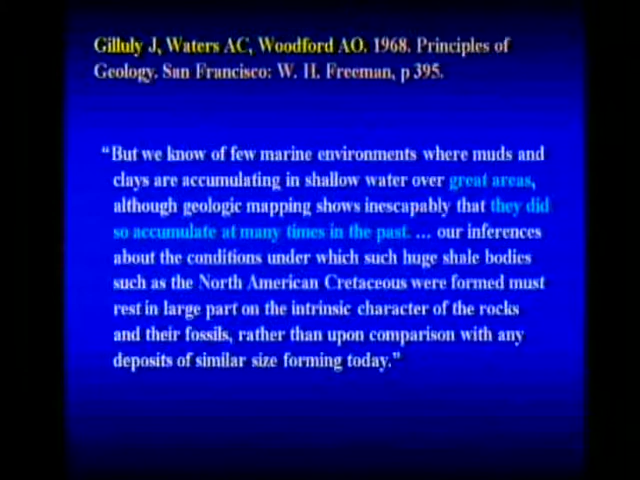 Gilluly J, Waters AC, Woodford AO. 1968. Principles of
Geology. San Francisco: W. H. Freeman, p 395.
“But we know of few marine environments where muds and
clays are accumulating in shallow water over great areas,
although geologic mapping shows inescapably that they did
so accumulate at many times in the past. ... our inferences
about the conditions under which such huge shale bodies
such as the North American Cretaceous were formed must
rest in large part on the intrinsic character of the rocks
and their fossils, rather than upon comparison with any
deposits of similar size forming today.”